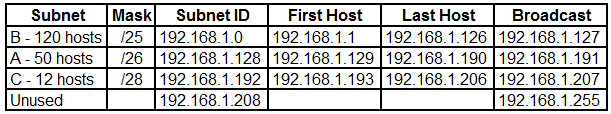 Subnet Mask Subnet ID First Host Last Host Broadcast
B - 120 hosts /25 192.168.1.0 192.168.1.1 192.168.1.126 192.168.1.127
A - 50 hosts /26 192.168.1.128 192.168.1.129 192.168.1.190 192.168.1.191
C - 12 hosts /28 192.168.1.192 192.168.1.193 192.168.1.206 192.168.1.207
Unused 192.168.1.208 192.168.1.255